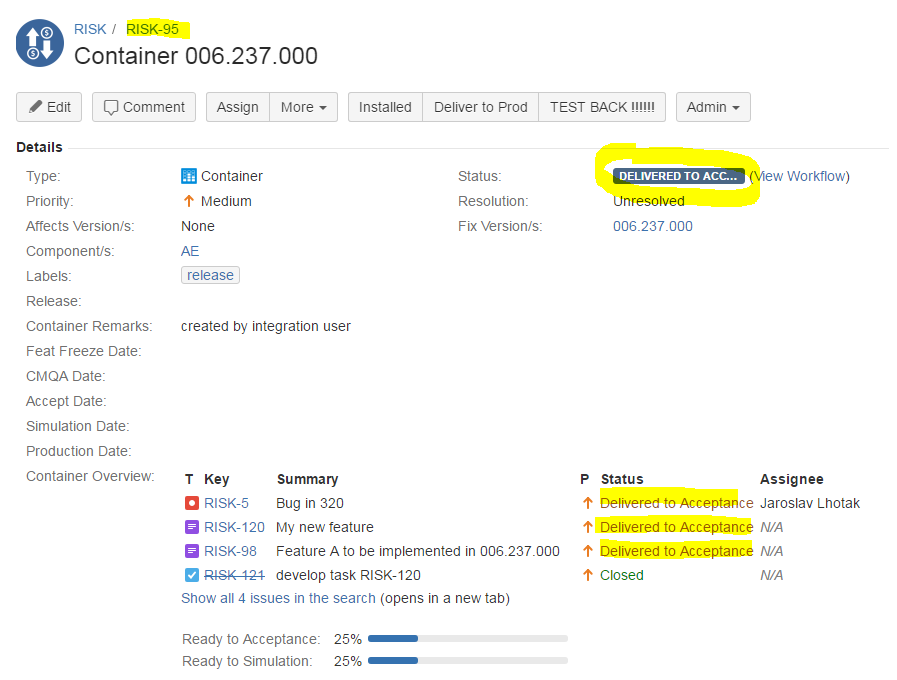 RISK / RISK-95
Container 006.237.000
Edit Comment Assign More Installed Deliver to Prod TEST BACK !!!!!! Admin
Details
Type: Container Status: DELIVERED TO ACC... (View Workflow)
Priority: Medium Resolution: Unresolved
Affects Version/s: None Fix Version/s: 006.237.000
Component/s: AE
Labels: release
Release:
Container Remarks: created by integration user
Feat Freeze Date:
CMQA Date:
Accept Date:
Simulation Date:
Production Date:
Container Overview: T Key Summary P Status Assignee
RISK-5 Bug in 320 Delivered to Acceptance Jaroslav Lhotak
RISK-120 My new feature Delivered to Acceptance N/A
RISK-98 Feature A to be implemented in 006.237.000 Delivered to Acceptance N/A
RISK-121 develop task RISK-120 Closed N/A
Show all 4 issues in the search (opens in a new tab)
Ready to Acceptance: 25%
Ready to Simulation: 25%